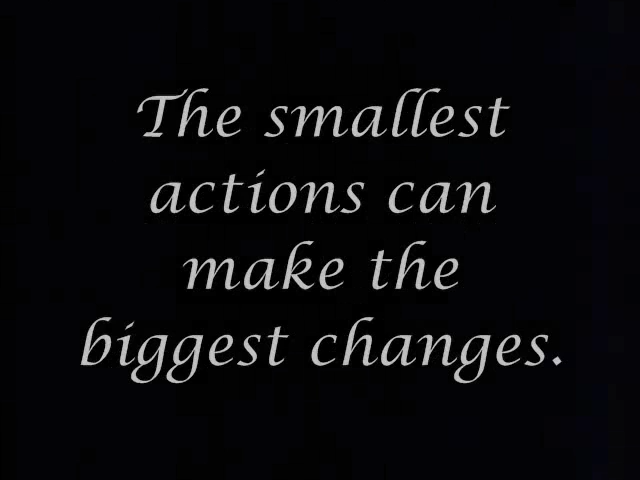 The smallest
actions can
make the
biggest changes.